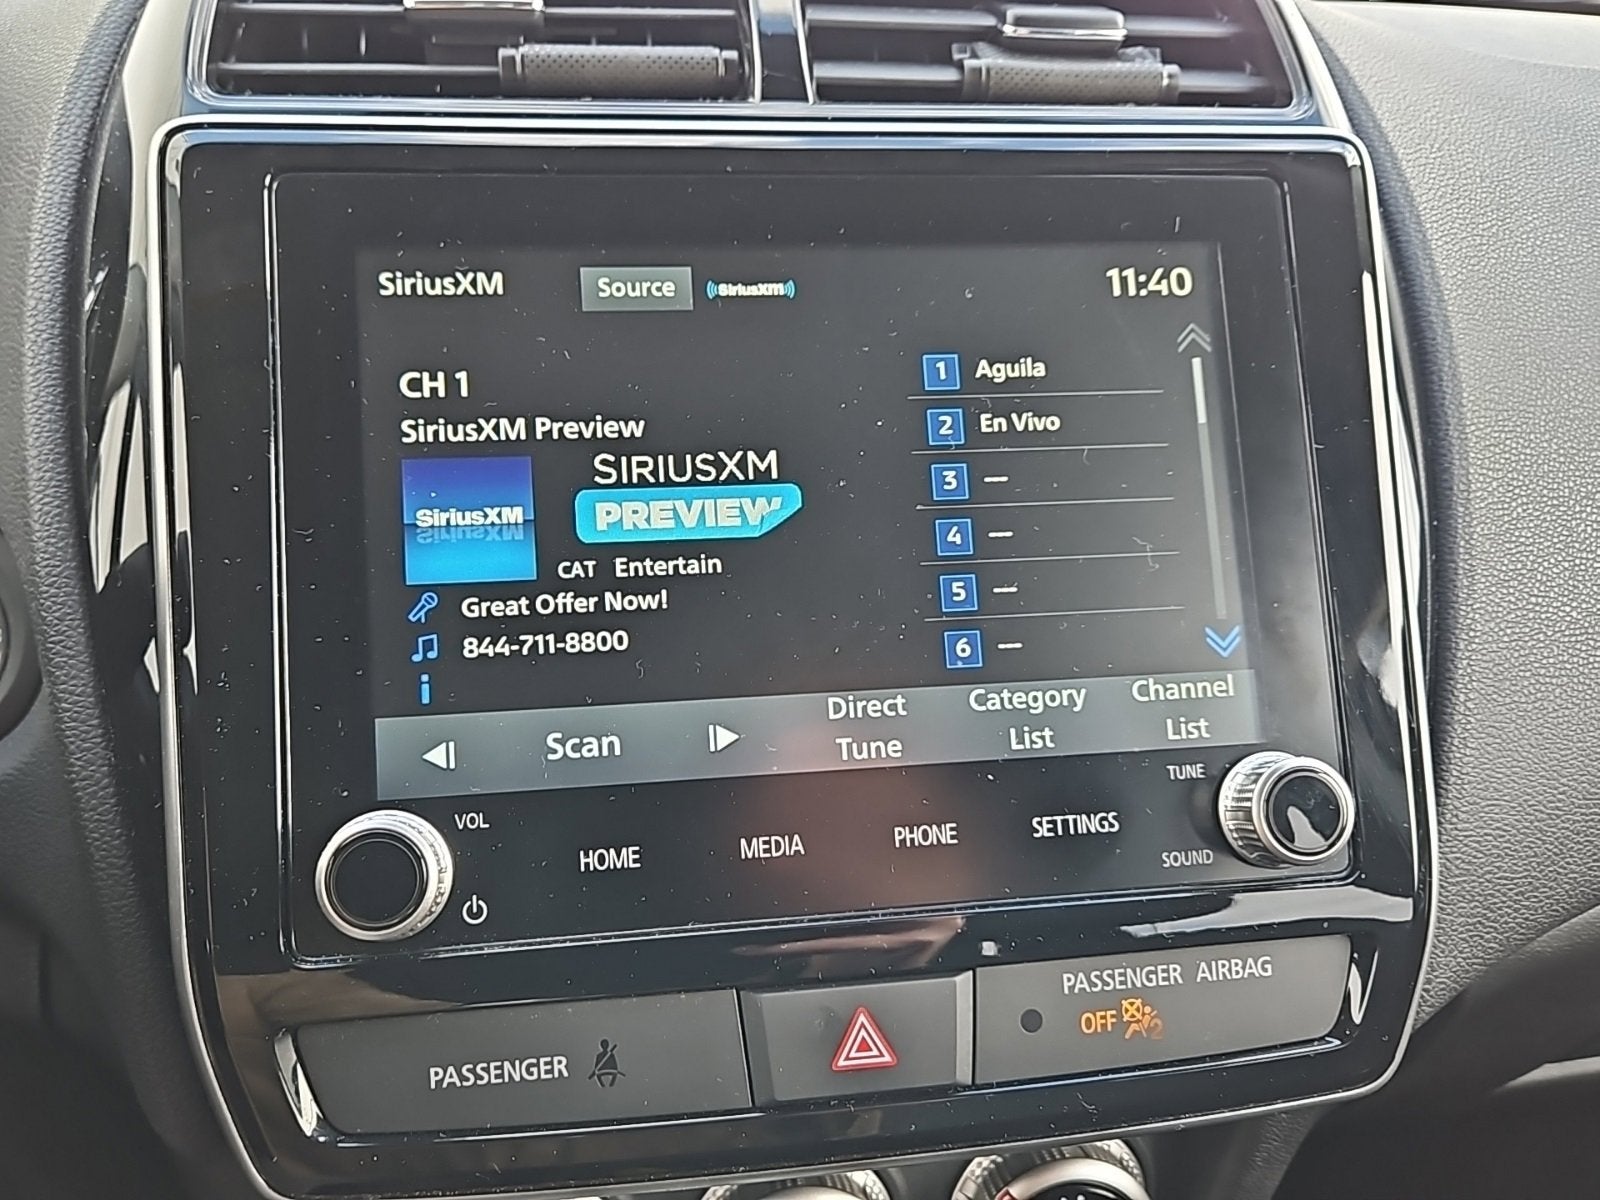 SiriusXM Source ((SiriusXM)) 11:40
CH 1
SiriusXM Preview
SiriusXM
SIRIUSXM
PREVIEW
CAT Entertain
Great Offer Now!
844-711-8800
1 Aguila
2 En Vivo
3 ---
4 ---
5 ---
6 ---
Scan
Direct
Tune
Category
List
Channel
List
VOL
HOME
MEDIA
PHONE
SETTINGS
TUNE
SOUND
PASSENGER
PASSENGER AIRBAG
OFF 2